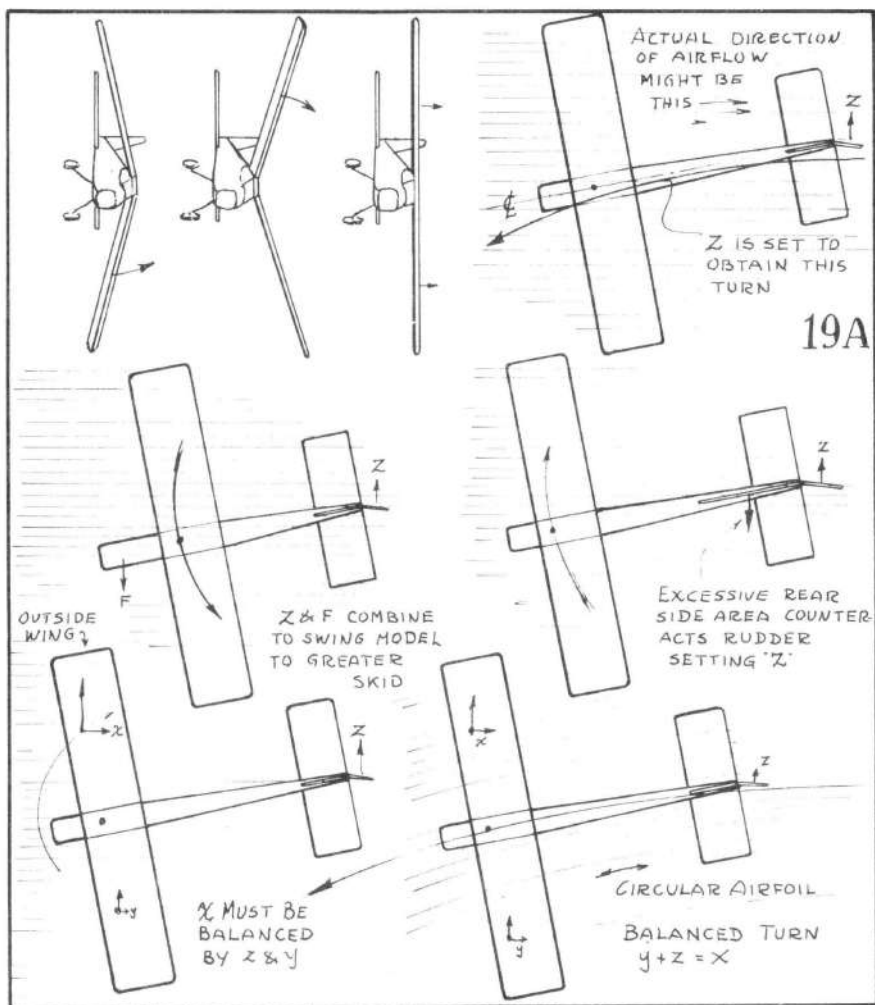 ACTUAL DIRECTION
OF AIRFLOW
MIGHT BE
THIS
Z
℄
Z IS SET TO
OBTAIN THIS
TURN
19A
Z
F
Z & F COMBINE
TO SWING MODEL
TO GREATER
SKID
Z
Y
EXCESSIVE REAR
SIDE AREA COUNTER-
ACTS RUDDER
SETTING "Z"
OUTSIDE
WING
X
Z
y
X MUST BE
BALANCED
BY Z & Y
X
Z
y
CIRCULAR AIRFOIL
BALANCED TURN
y+Z = X